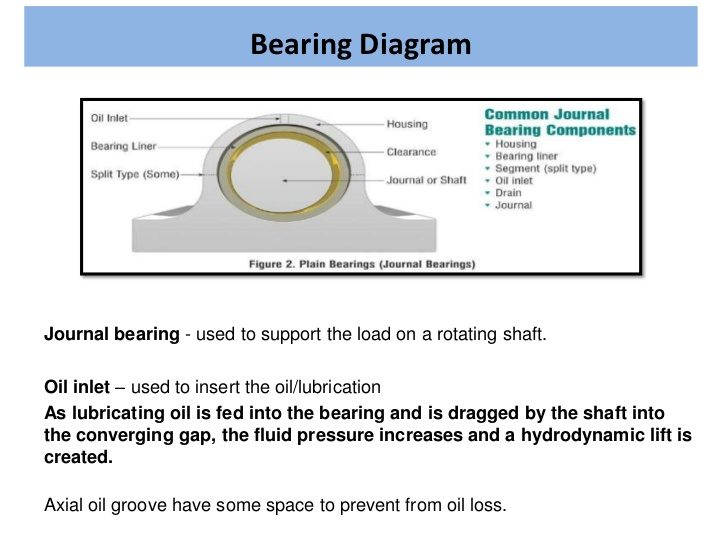 Bearing Diagram
Oil Inlet
Bearing Liner
Split Type (Some)
Housing
Clearance
Journal or Shaft
Common Journal
Bearing Components
• Housing
• Bearing liner
• Segment (split type)
• Oil inlet
• Drain
• Journal
Figure 2. Plain Bearings (Journal Bearings)
Journal bearing - used to support the load on a rotating shaft.
Oil inlet – used to insert the oil/lubrication
As lubricating oil is fed into the bearing and is dragged by the shaft into
the converging gap, the fluid pressure increases and a hydrodynamic lift is
created.
Axial oil groove have some space to prevent from oil loss.